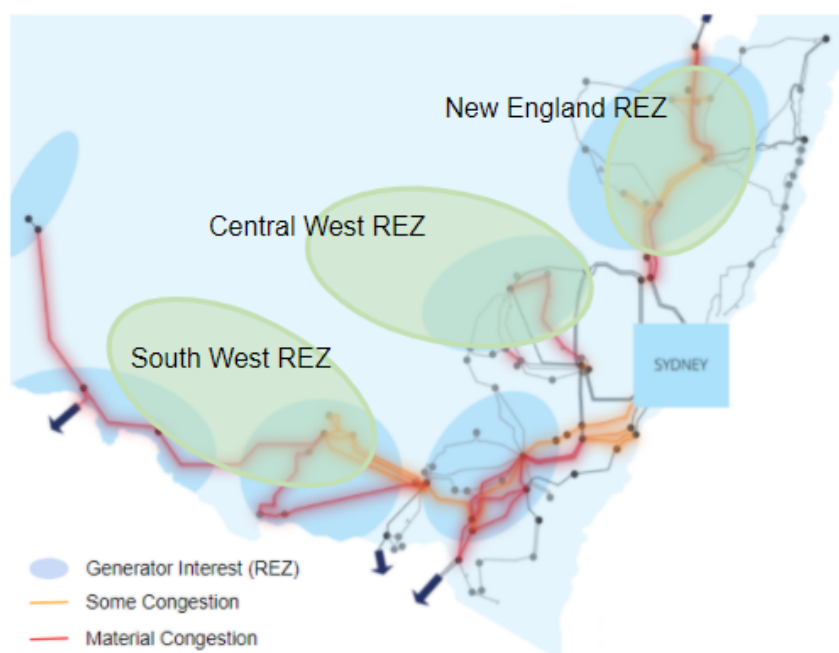 New England REZ
Central West REZ
South West REZ
SYDNEY
Generator Interest (REZ)
Some Congestion
Material Congestion